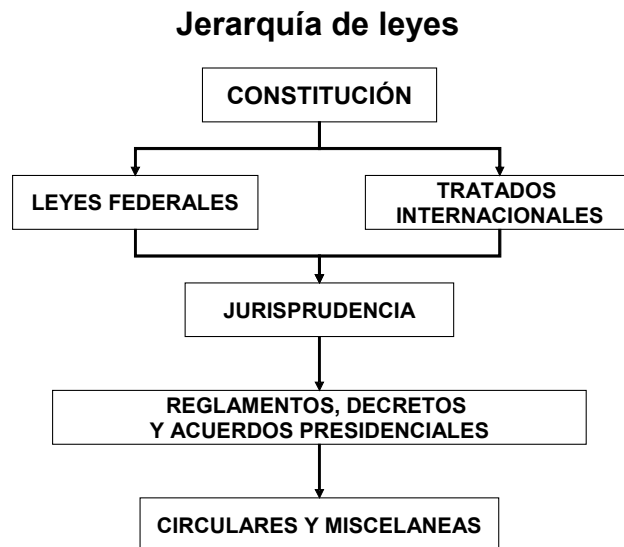 Jerarquía de leyes
CONSTITUCIÓN
LEYES FEDERALES
TRATADOS
INTERNACIONALES
JURISPRUDENCIA
REGLAMENTOS, DECRETOS
Y ACUERDOS PRESIDENCIALES
CIRCULARES Y MISCELANEAS